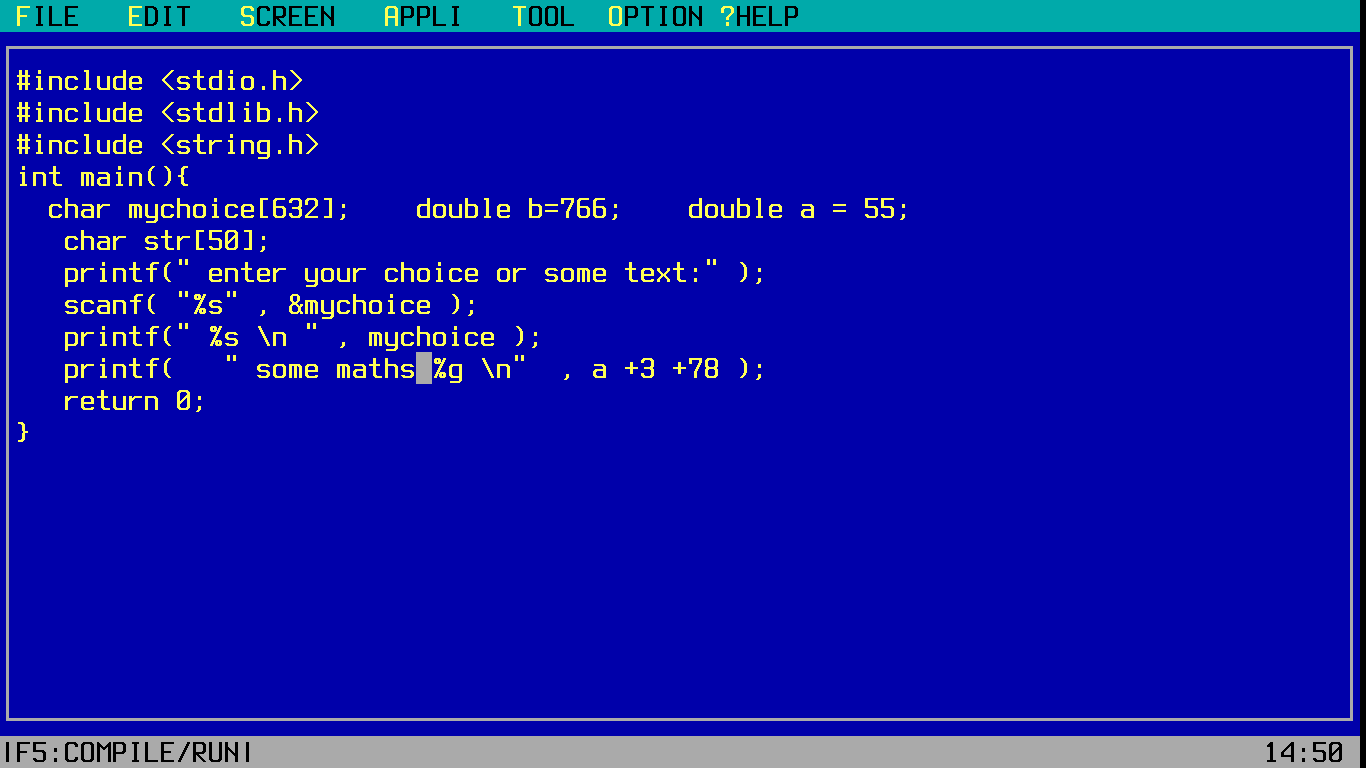 FILE   EDIT   SCREEN   APPLI   TOOL  OPTION ?HELP
#include <stdio.h>
#include <stdlib.h>
#include <string.h>
int main(){
  char mychoice[632];    double b=766;    double a = 55;
   char str[50];
   printf(" enter your choice or some text:" );
   scanf( "%s" , &mychoice );
   printf(" %s \n " , mychoice );
   printf(   " some maths %g \n"  , a +3 +78 );
   return 0;
}
|F5:COMPILE/RUN| 14:50